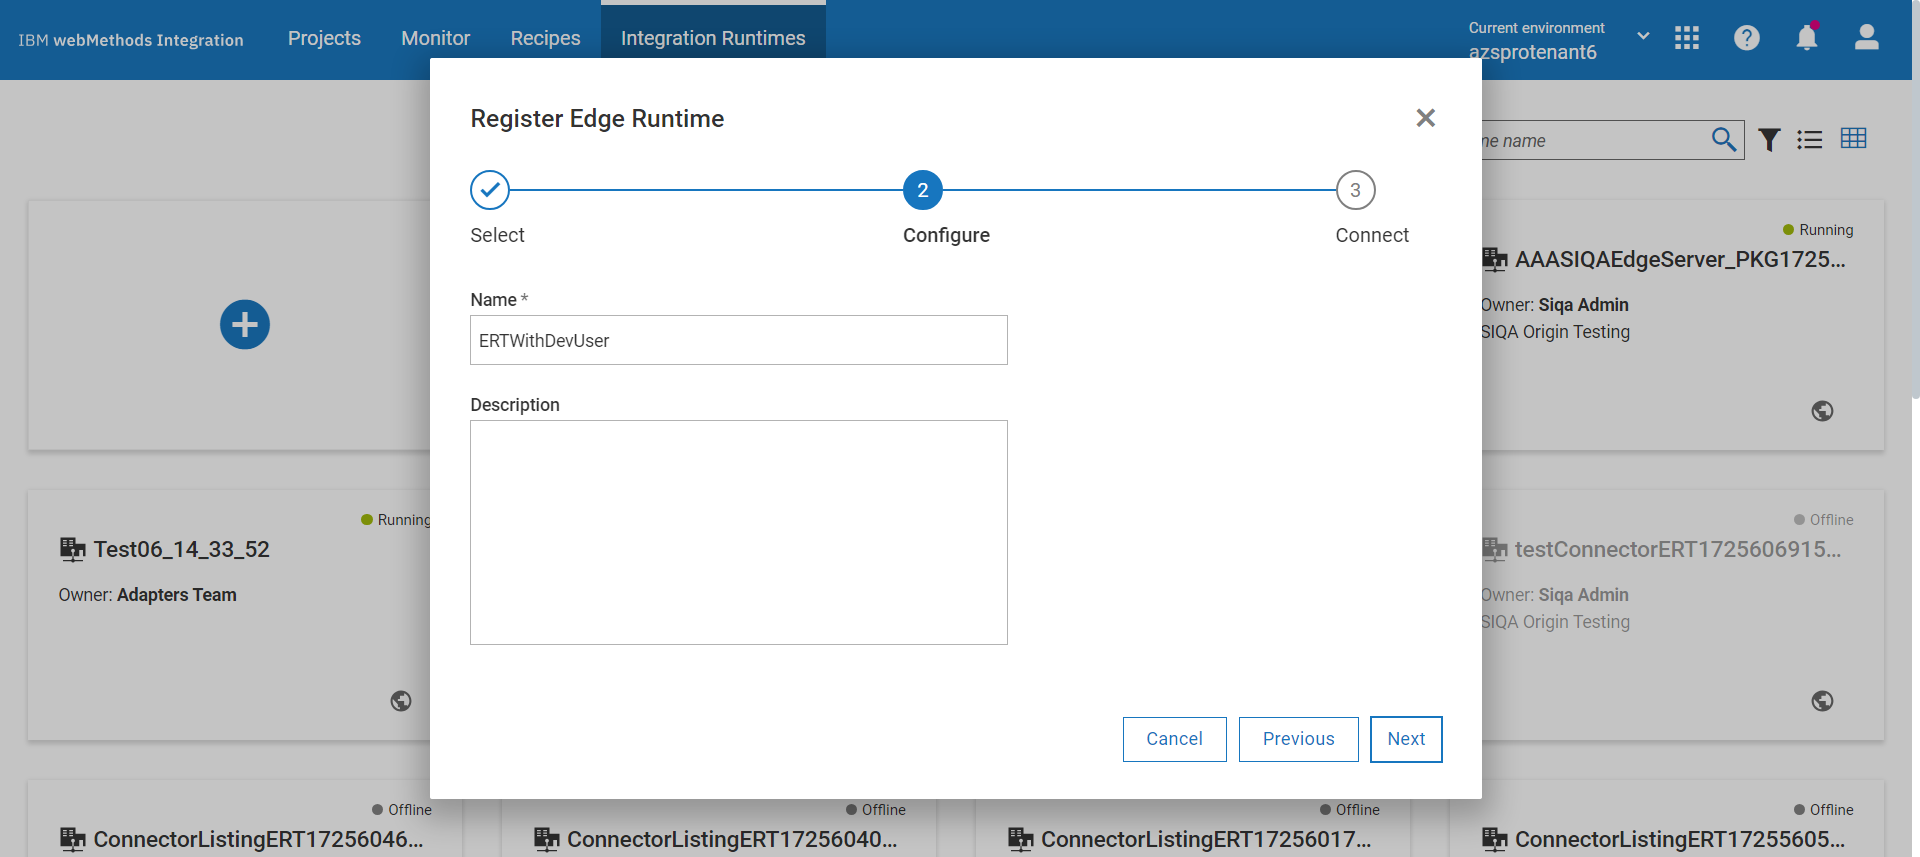 IBM webMethods Integration
Projects
Monitor
Recipes
Integration Runtimes
Current environment
azsprotenant6
Register Edge Runtime
2
3
Select
Configure
Connect
Name *
ERTWithDevUser
Description
Cancel
Previous
Next
name
Running
AAASIQAEdgeServer_PKG1725...
Owner: Siqa Admin
SIQA Origin Testing
Running
Test06_14_33_52
Owner: Adapters Team
Offline
testConnectorERT1725606915...
Owner: Siqa Admin
SIQA Origin Testing
Offline
ConnectorListingERT17256046...
Offline
ConnectorListingERT17256040...
Offline
ConnectorListingERT17256017...
Offline
ConnectorListingERT17255605...